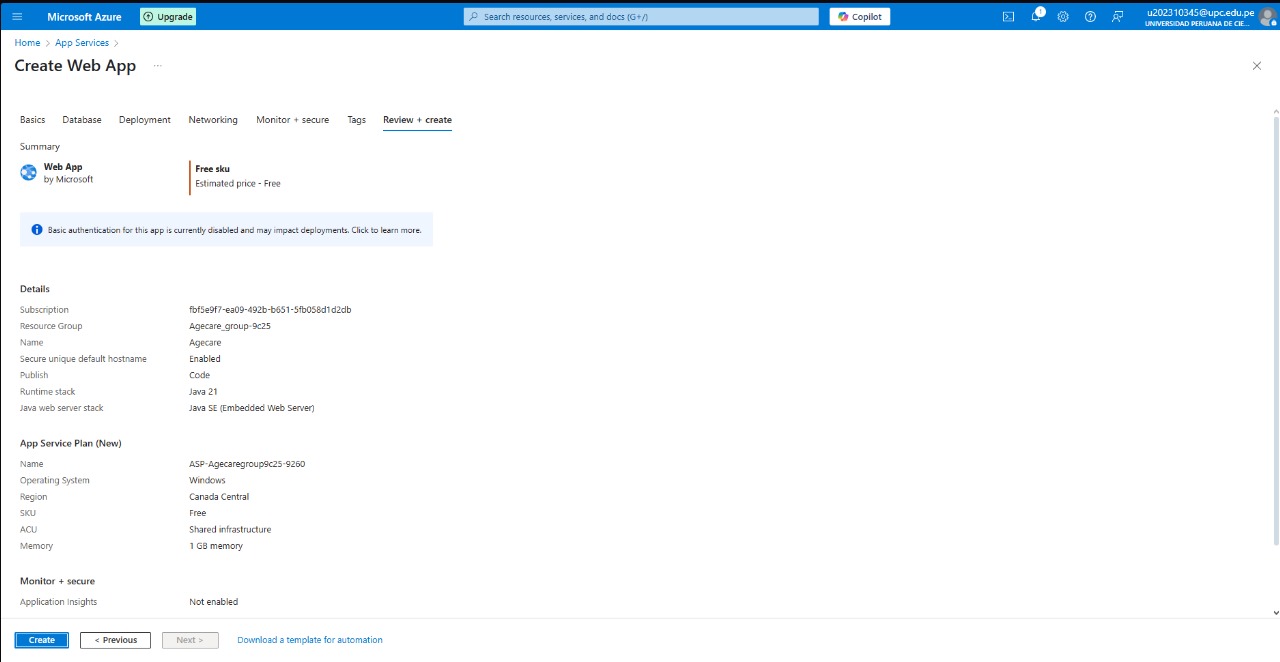 Microsoft Azure
Upgrade
Search resources, services, and docs (G+/)
Copilot
1
u202310345@upc.edu.pe
UNIVERSIDAD PERUANA DE CIE...
Home > App Services >
Create Web App ...
Basics Database Deployment Networking Monitor + secure Tags Review + create
Summary
Web App
by Microsoft
Free sku
Estimated price - Free
Basic authentication for this app is currently disabled and may impact deployments. Click to learn more.
Details
Subscription fbf5e9f7-ea09-492b-b651-5fb058d1d2db
Resource Group Agecare_group-9c25
Name Agecare
Secure unique default hostname Enabled
Publish Code
Runtime stack Java 21
Java web server stack Java SE (Embedded Web Server)
App Service Plan (New)
Name ASP-Agecaregroup9c25-9260
Operating System Windows
Region Canada Central
SKU Free
ACU Shared infrastructure
Memory 1 GB memory
Monitor + secure
Application Insights Not enabled
Create < Previous Next > Download a template for automation